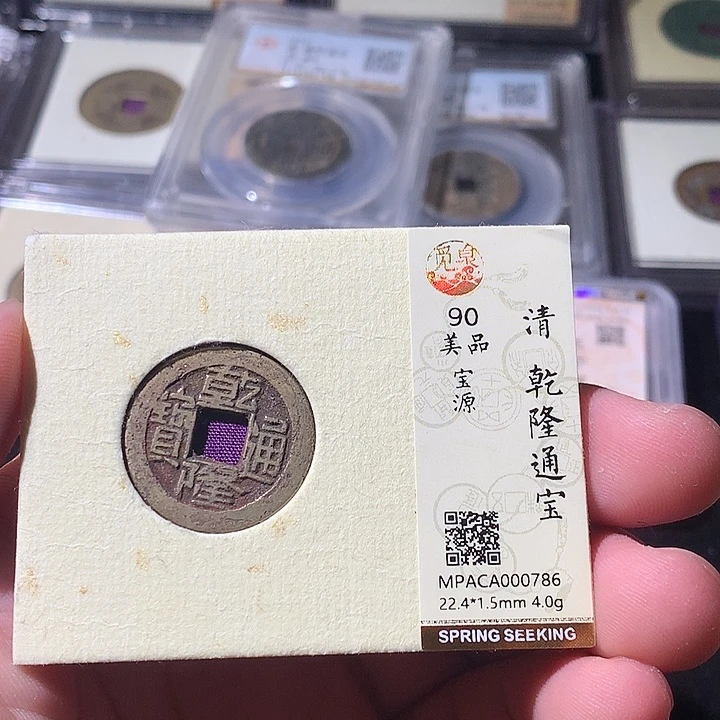 乾隆通寳
觅泉
90
美品
宝源
清 乾隆通宝
MPACA000786
22.4*1.5mm 4.0g
SPRING SEEKING